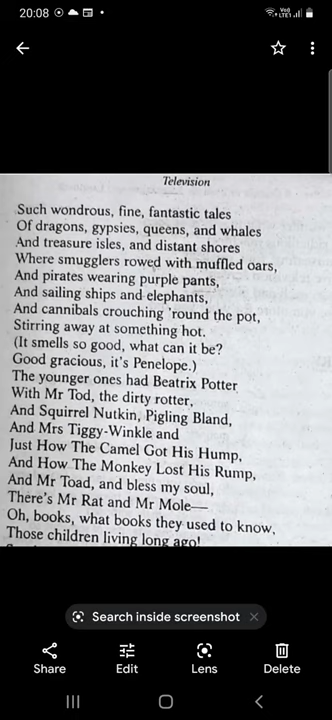 20:08
Television
Such wondrous, fine, fantastic tales
Of dragons, gypsies, queens, and whales
And treasure isles, and distant shores
Where smugglers rowed with muffled oars,
And pirates wearing purple pants,
And sailing ships and elephants,
And cannibals crouching 'round the pot,
Stirring away at something hot.
(It smells so good, what can it be?
Good gracious, it's Penelope.)
The younger ones had Beatrix Potter
With Mr Tod, the dirty rotter,
And Squirrel Nutkin, Pigling Bland,
And Mrs Tiggy-Winkle and
Just How The Camel Got His Hump,
And How The Monkey Lost His Rump,
And Mr Toad, and bless my soul,
There's Mr Rat and Mr Mole—
Oh, books, what books they used to know,
Those children living long ago!
Search inside screenshot
Share Edit Lens Delete